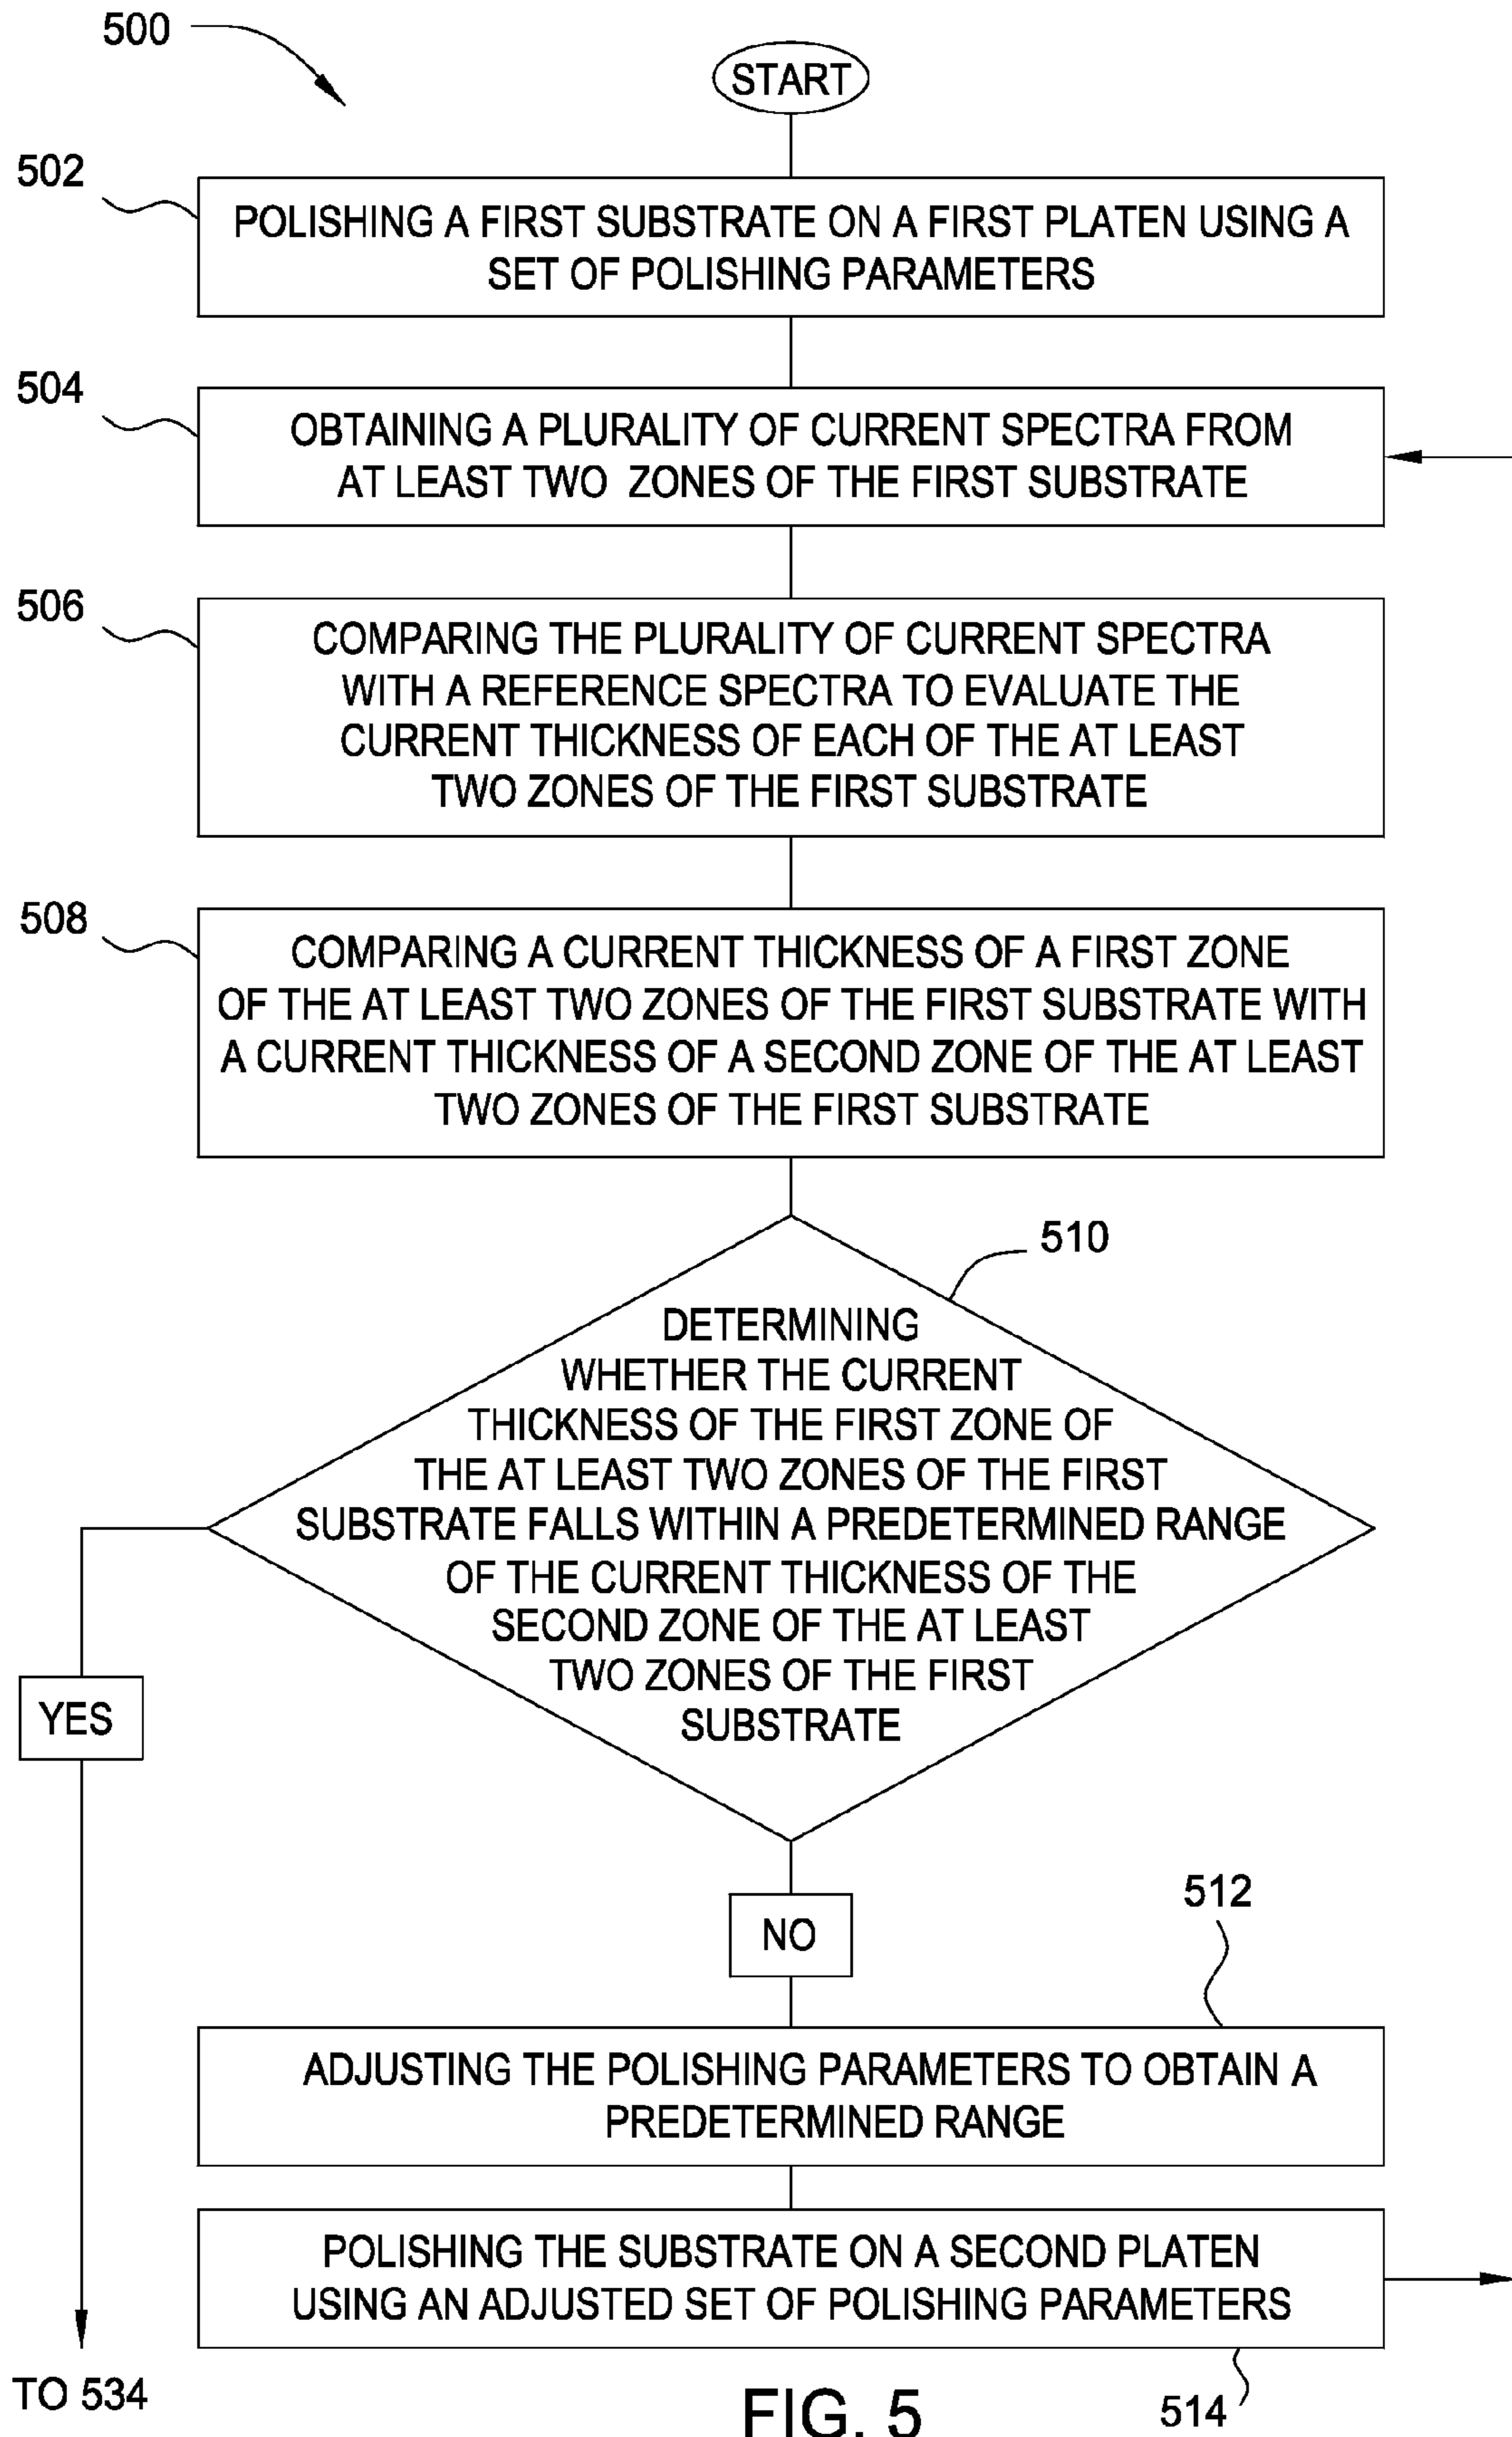 500
START
502
POLISHING A FIRST SUBSTRATE ON A FIRST PLATEN USING A
SET OF POLISHING PARAMETERS
504
OBTAINING A PLURALITY OF CURRENT SPECTRA FROM
AT LEAST TWO ZONES OF THE FIRST SUBSTRATE
506
COMPARING THE PLURALITY OF CURRENT SPECTRA
WITH A REFERENCE SPECTRA TO EVALUATE THE
CURRENT THICKNESS OF EACH OF THE AT LEAST
TWO ZONES OF THE FIRST SUBSTRATE
508
COMPARING A CURRENT THICKNESS OF A FIRST ZONE
OF THE AT LEAST TWO ZONES OF THE FIRST SUBSTRATE WITH
A CURRENT THICKNESS OF A SECOND ZONE OF THE AT LEAST
TWO ZONES OF THE FIRST SUBSTRATE
510
DETERMINING
WHETHER THE CURRENT
THICKNESS OF THE FIRST ZONE OF
THE AT LEAST TWO ZONES OF THE FIRST
SUBSTRATE FALLS WITHIN A PREDETERMINED RANGE
OF THE CURRENT THICKNESS OF THE
SECOND ZONE OF THE AT LEAST
TWO ZONES OF THE FIRST
SUBSTRATE
YES
NO
512
ADJUSTING THE POLISHING PARAMETERS TO OBTAIN A
PREDETERMINED RANGE
POLISHING THE SUBSTRATE ON A SECOND PLATEN
USING AN ADJUSTED SET OF POLISHING PARAMETERS
TO 534
514
FIG. 5